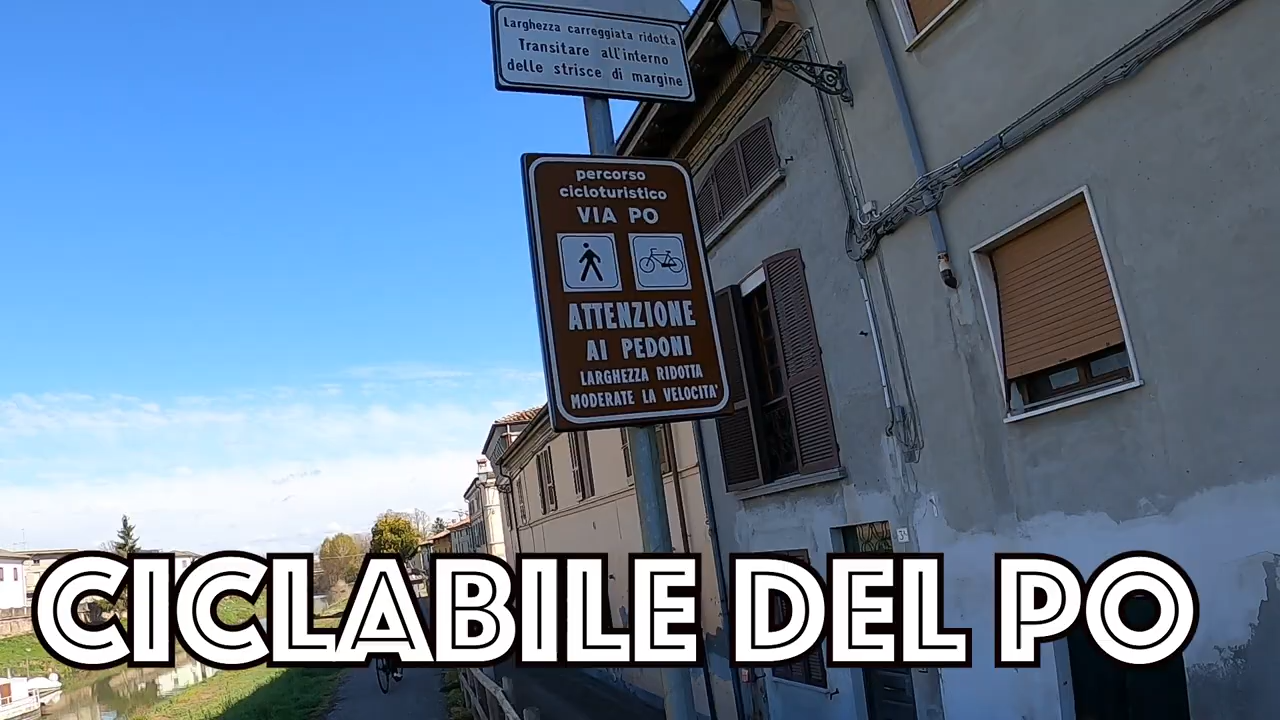 Larghezza carreggiata ridotta
Transitare all'interno
delle strisce di margine
percorso
cicloturistico
VIA PO
ATTENZIONE
AI PEDONI
LARGHEZZA RIDOTTA
MODERATE LA VELOCITA'
CICLABILE DEL PO